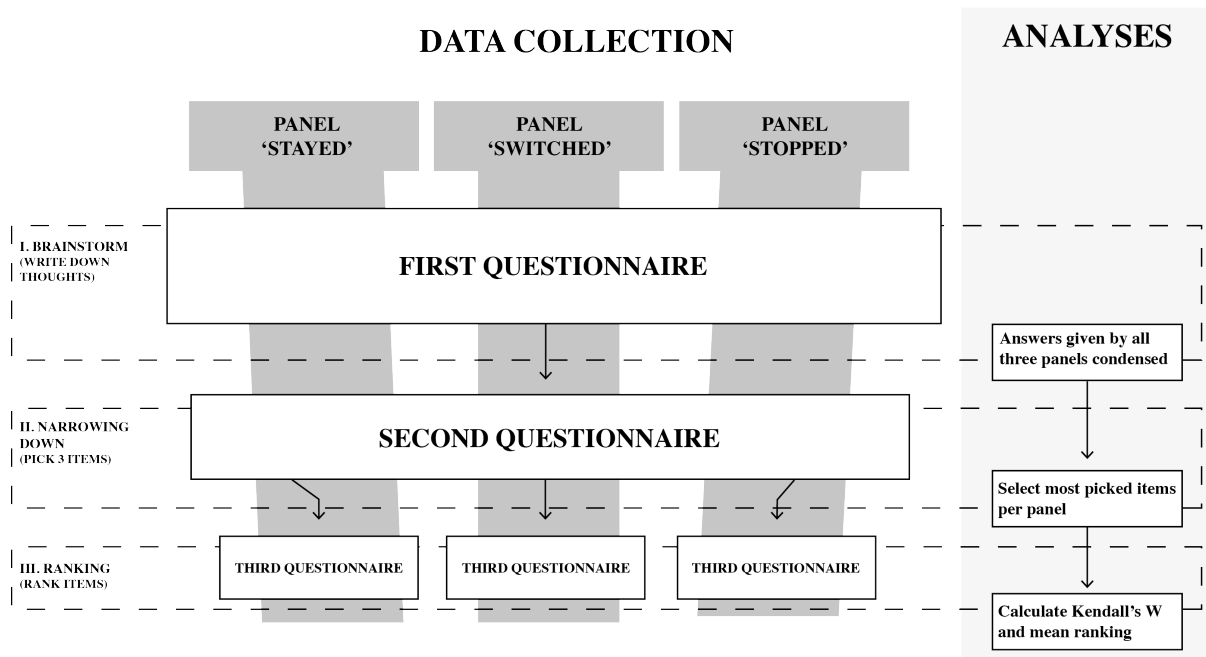 DATA COLLECTION
ANALYSES
PANEL
‘STAYED’
PANEL
‘SWITCHED’
PANEL
‘STOPPED’
I. BRAINSTORM
(WRITE DOWN
THOUGHTS)
FIRST QUESTIONNAIRE
Answers given by all
three panels condensed
II. NARROWING
DOWN
(PICK 3 ITEMS)
SECOND QUESTIONNAIRE
Select most picked items
per panel
III. RANKING
(RANK ITEMS)
THIRD QUESTIONNAIRE
THIRD QUESTIONNAIRE
THIRD QUESTIONNAIRE
Calculate Kendall’s W
and mean ranking